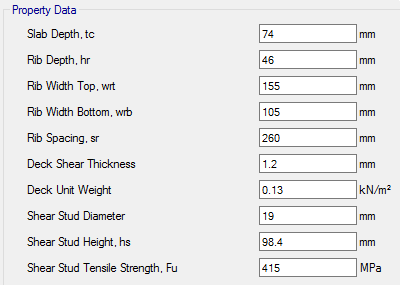 Property Data
Slab Depth, tc 74 mm
Rib Depth, hr 46 mm
Rib Width Top, wrt 155 mm
Rib Width Bottom, wrb 105 mm
Rib Spacing, sr 260 mm
Deck Shear Thickness 1.2 mm
Deck Unit Weight 0.13 kN/m²
Shear Stud Diameter 19 mm
Shear Stud Height, hs 98.4 mm
Shear Stud Tensile Strength, Fu 415 MPa